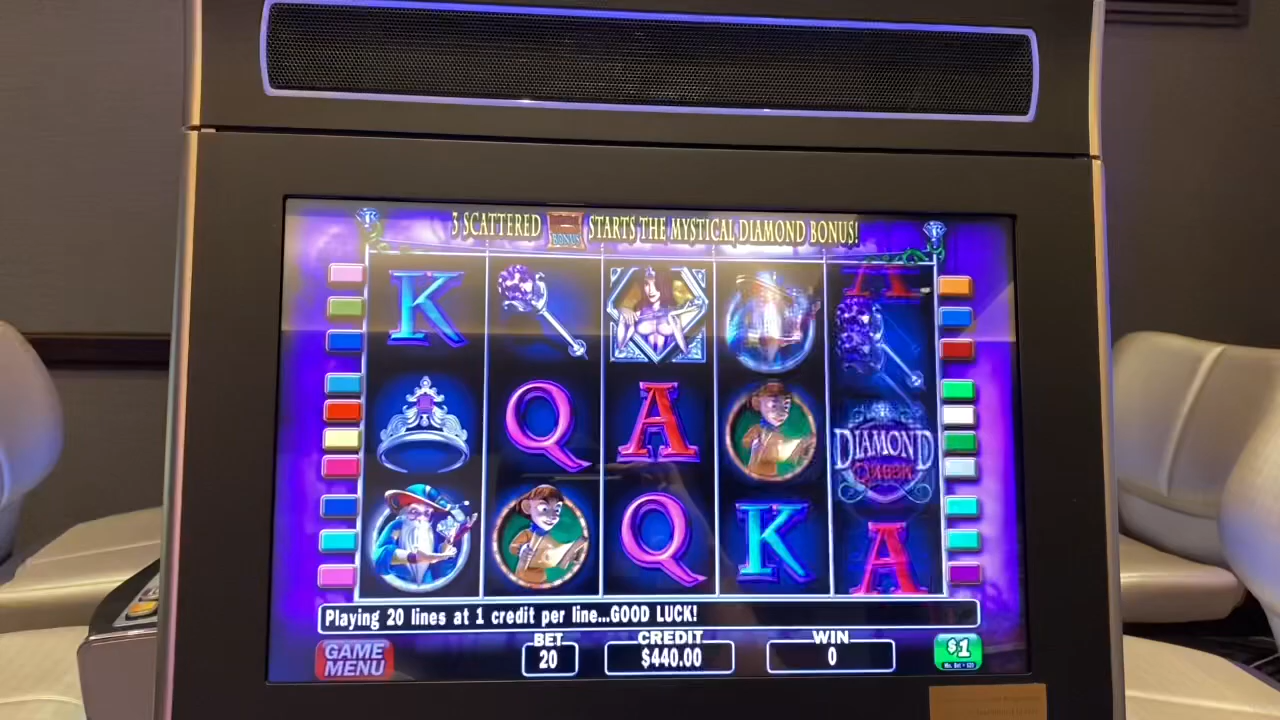 3 SCATTERED BONUS STARTS THE MYSTICAL DIAMOND BONUS!
K
A
Q
A
DIAMOND
QUEEN
Q
K
A
Playing 20 lines at 1 credit per line...GOOD LUCK!
GAME
MENU
BET
20
CREDIT
$440.00
WIN
0
$1